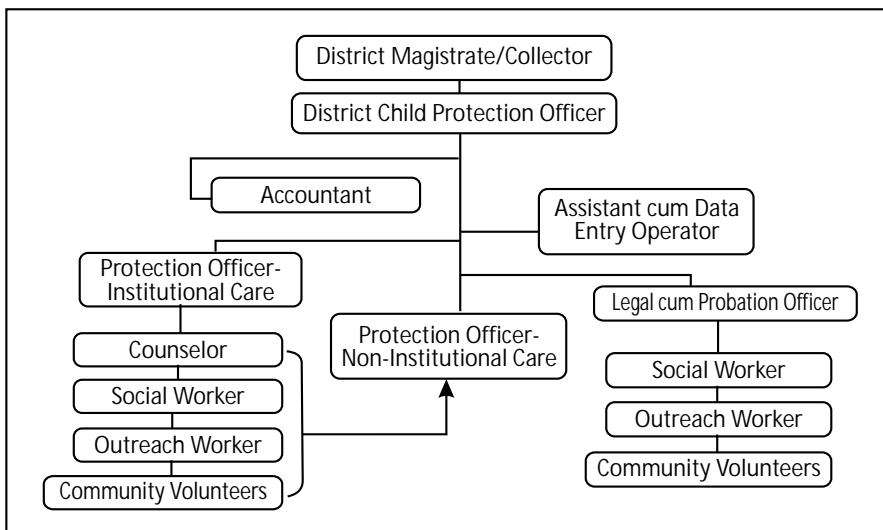 District Magistrate/Collector
District Child Protection Officer
Accountant
Assistant cum Data
Entry Operator
Protection Officer-
Institutional Care
Legal cum Probation Officer
Protection Officer-
Non-Institutional Care
Counselor
Social Worker
Outreach Worker
Community Volunteers
Social Worker
Outreach Worker
Community Volunteers